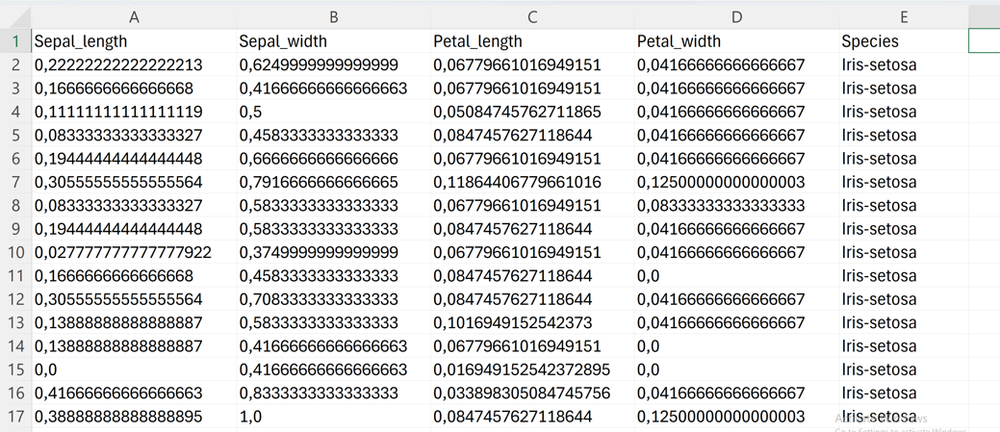 A B C D E
1 Sepal_length Sepal_width Petal_length Petal_width Species
2 0,22222222222222213 0,6249999999999999 0,06779661016949151 0,04166666666666667 Iris-setosa
3 0,1666666666666668 0,41666666666666663 0,06779661016949151 0,04166666666666667 Iris-setosa
4 0,11111111111111119 0,5 0,05084745762711865 0,04166666666666667 Iris-setosa
5 0,08333333333333327 0,4583333333333333 0,0847457627118644 0,04166666666666667 Iris-setosa
6 0,19444444444444448 0,6666666666666666 0,06779661016949151 0,04166666666666667 Iris-setosa
7 0,30555555555555564 0,7916666666666665 0,11864406779661016 0,12500000000000003 Iris-setosa
8 0,08333333333333327 0,5833333333333333 0,06779661016949151 0,08333333333333333 Iris-setosa
9 0,19444444444444448 0,5833333333333333 0,0847457627118644 0,04166666666666667 Iris-setosa
10 0,027777777777777922 0,3749999999999999 0,06779661016949151 0,04166666666666667 Iris-setosa
11 0,1666666666666668 0,4583333333333333 0,0847457627118644 0,0 Iris-setosa
12 0,30555555555555564 0,7083333333333333 0,0847457627118644 0,04166666666666667 Iris-setosa
13 0,13888888888888887 0,5833333333333333 0,1016949152542373 0,04166666666666667 Iris-setosa
14 0,13888888888888887 0,41666666666666663 0,06779661016949151 0,0 Iris-setosa
15 0,0 0,41666666666666663 0,016949152542372895 0,0 Iris-setosa
16 0,41666666666666663 0,8333333333333333 0,033898305084745756 0,04166666666666667 Iris-setosa
17 0,38888888888888895 1,0 0,0847457627118644 0,12500000000000003 Iris-setosa